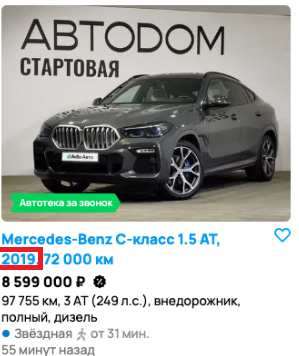 АВТОДОМ
СТАРТОВАЯ
Avito Авто
Автотека за звонок
Mercedes-Benz C-класс 1.5 AT,
2019, 72 000 км
8 599 000 ₽
97 755 км, 3 AT (249 л.с.), внедорожник,
полный, дизель
Звёздная от 31 мин.
55 минут назад